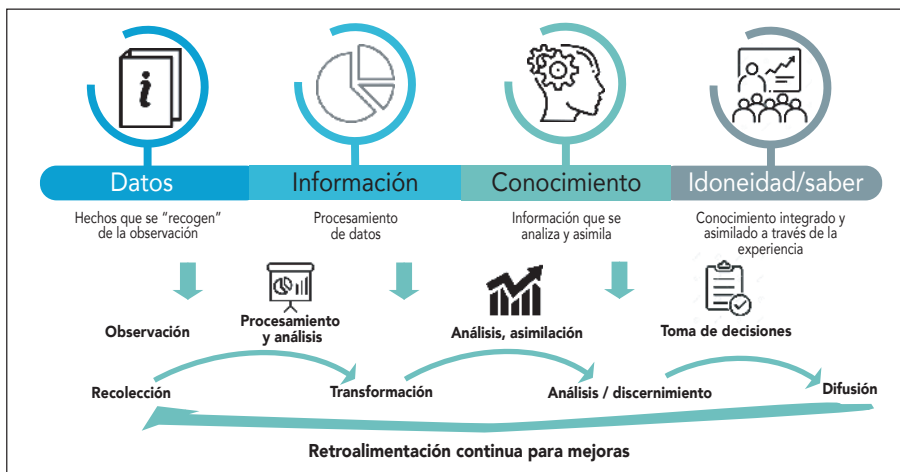 i
Datos
Información
Conocimiento
Idoneidad/saber
Hechos que se “recogen”
de la observación
Procesamiento
de datos
Información que se
analiza y asimila
Conocimiento integrado y
asimilado a través de la
experiencia
Observación
Procesamiento
y análisis
Análisis, asimilación
Toma de decisiones
Recolección
Transformación
Análisis / discernimiento
Difusión
Retroalimentación continua para mejoras